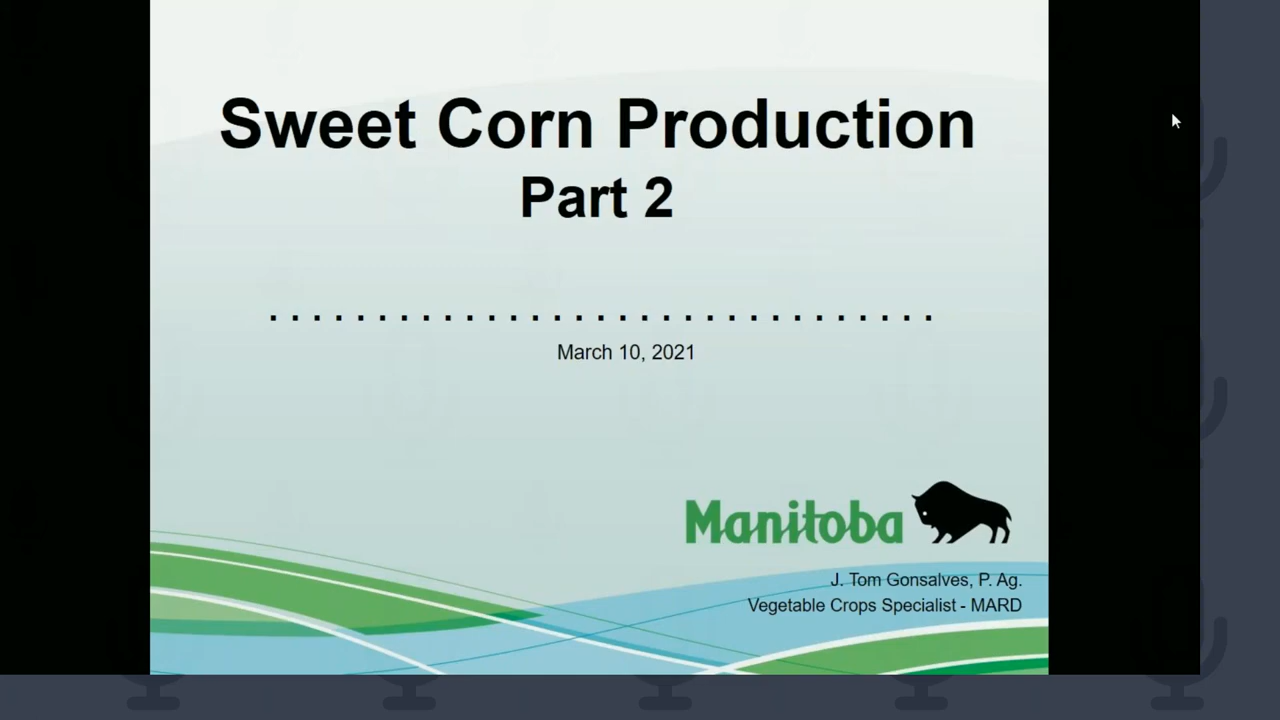 Sweet Corn Production
Part 2
. . . . . . . . . . . . . . . . . . . . . . . . . . . . . . .
March 10, 2021
Manitoba
J. Tom Gonsalves, P. Ag.
Vegetable Crops Specialist - MARD